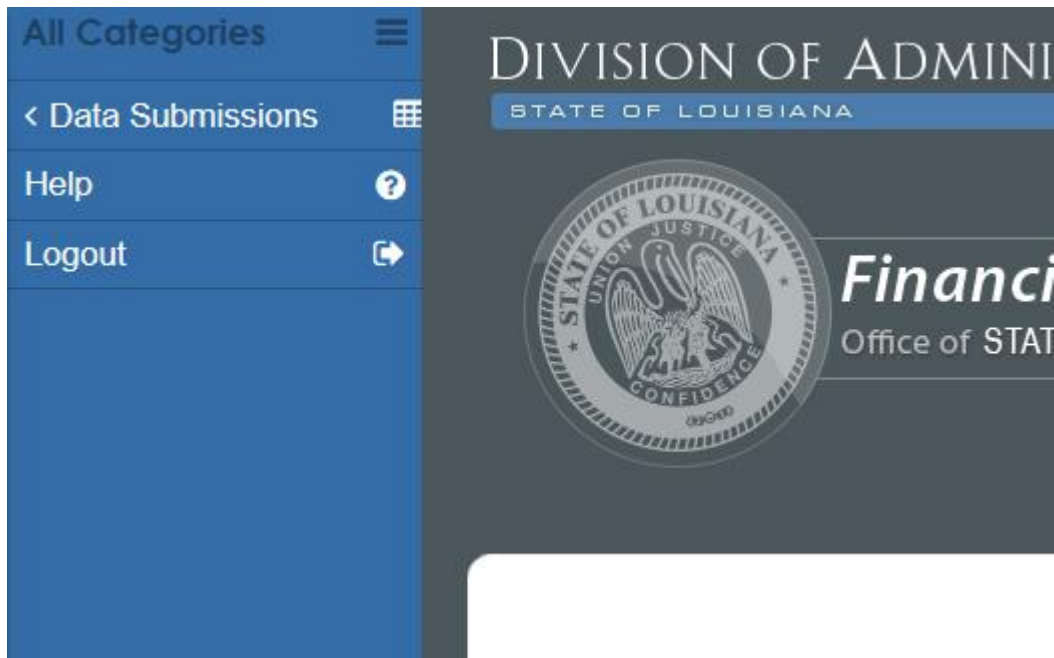 All Categories
< Data Submissions
Help
Logout
DIVISION OF ADMINI
STATE OF LOUISIANA
STATE OF LOUISIANA
UNION JUSTICE
CONFIDENCE
Financi
Office of STAT